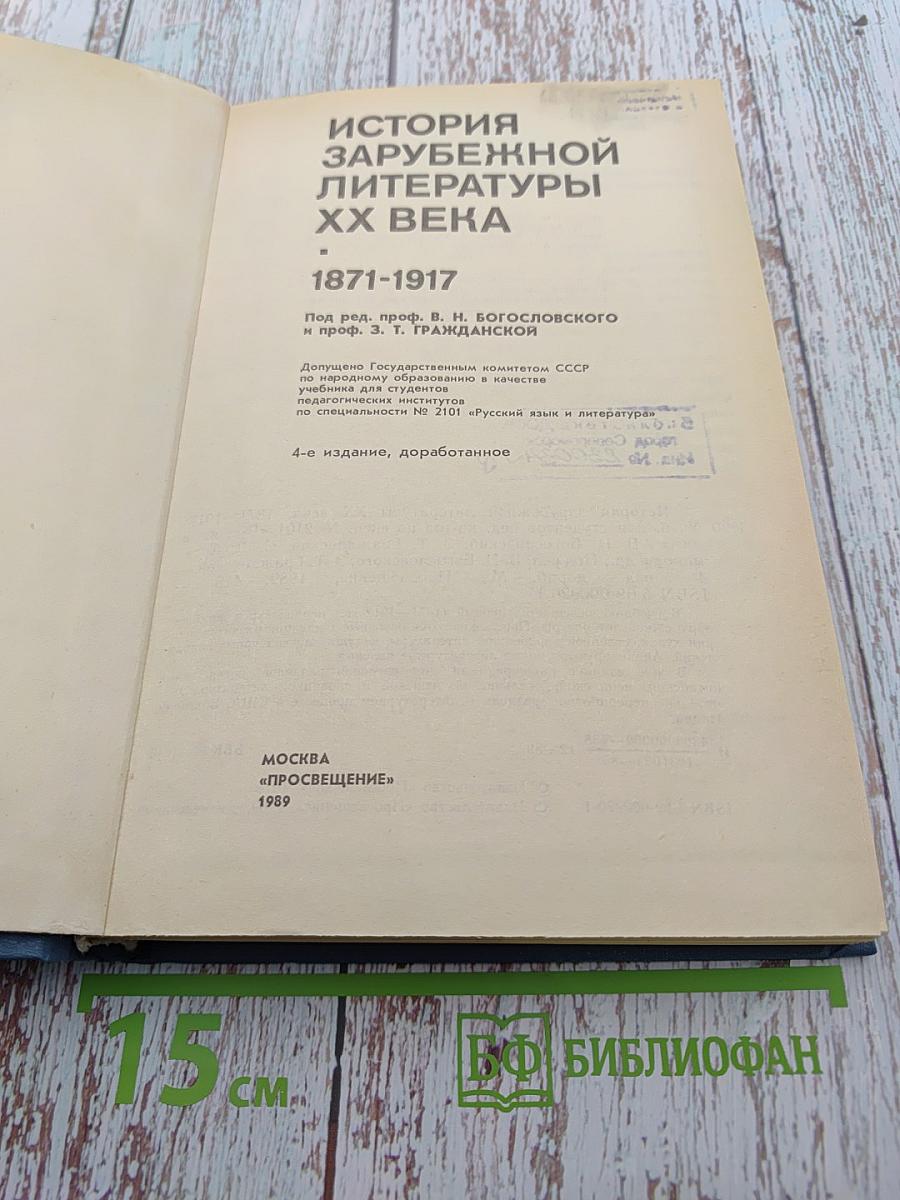 ИСТОРИЯ
ЗАРУБЕЖНОЙ
ЛИТЕРАТУРЫ
XX ВЕКА
1871-1917
Под ред. проф. В. Н. БОГОСЛОВСКОГО
и проф. З. Т. ГРАЖДАНСКОЙ
Допущено Государственным комитетом СССР
по народному образованию в качестве
учебника для студентов
педагогических институтов
по специальности № 2101 «Русский язык и литература»
4-е издание, доработанное
МОСКВА
«ПРОСВЕЩЕНИЕ»
1989
15 см
БФ БИБЛИОФАН